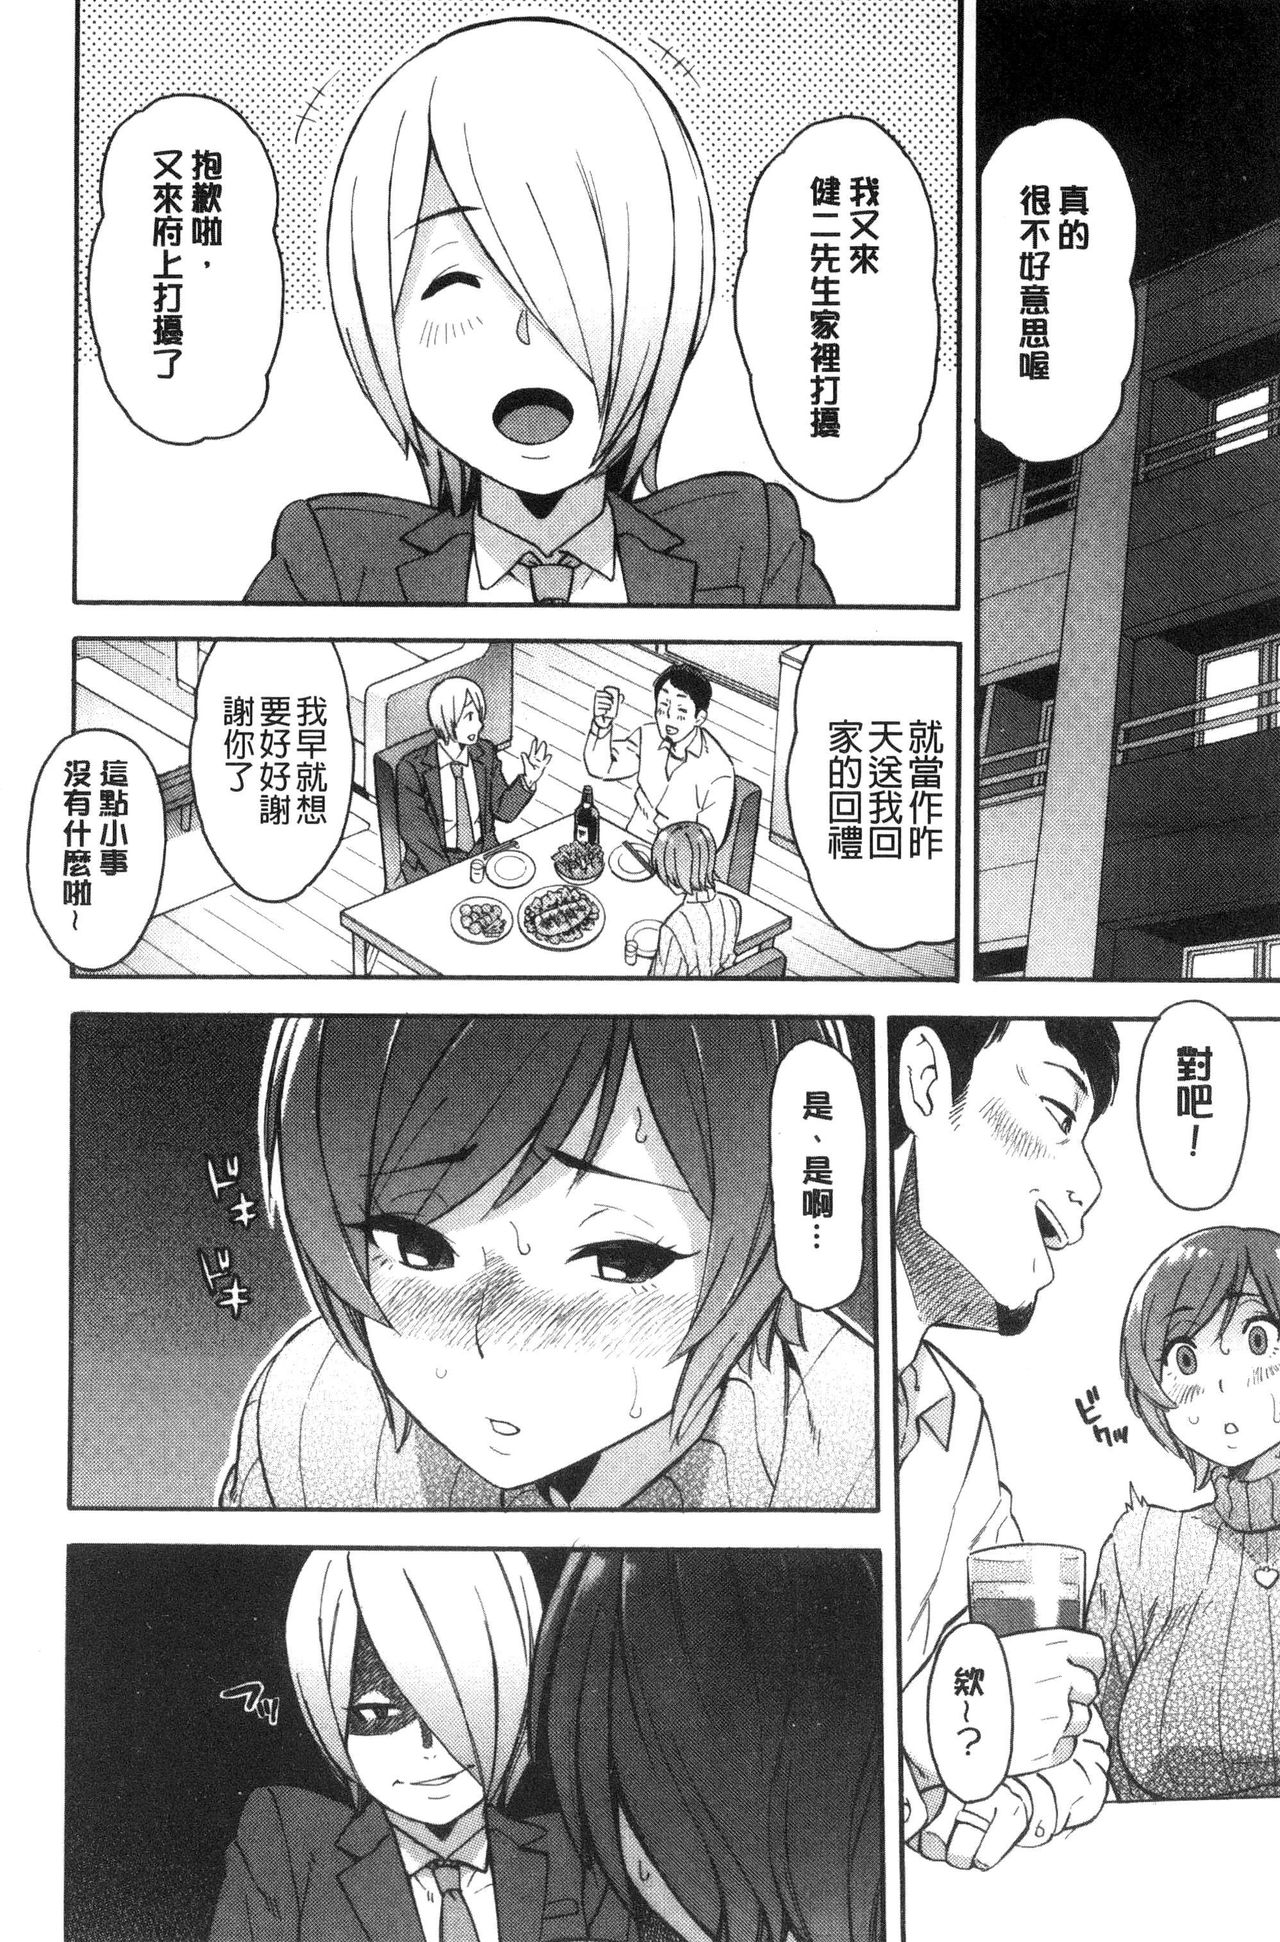 真的
很不好意思喔
我又來
健二先生家裡打擾
抱歉啦，
又來府上打擾了
就當作昨
天送我回
家的回禮
我早就想
要好好謝
謝你了
這點小事
沒有什麼啦～
對吧！
ビクッ
欸～？
是、是啊…
ドキ
ドキ
フッ